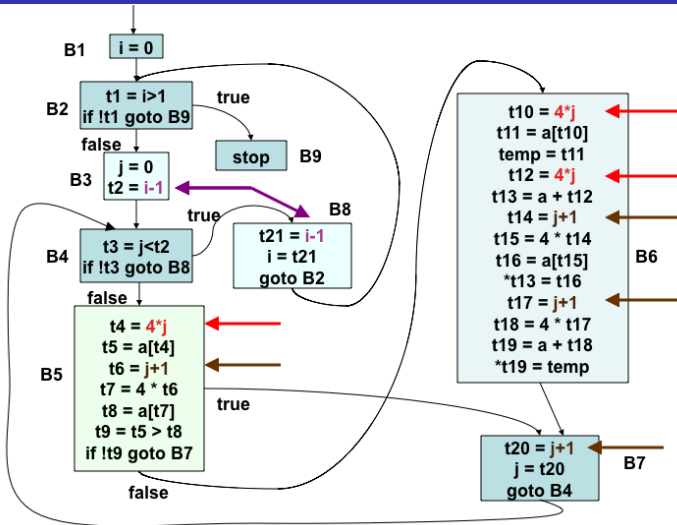 B1
i = 0
B2
t1 = i>1
if !t1 goto B9
true
false
stop
B9
B3
j = 0
t2 = i-1
B4
t3 = j<t2
if !t3 goto B8
true
false
B8
t21 = i-1
i = t21
goto B2
B5
t4 = 4*j
t5 = a[t4]
t6 = j+1
t7 = 4 * t6
t8 = a[t7]
t9 = t5 > t8
if !t9 goto B7
true
false
t10 = 4*j
t11 = a[t10]
temp = t11
t12 = 4*j
t13 = a + t12
t14 = j+1
t15 = 4 * t14
t16 = a[t15]
*t13 = t16
t17 = j+1
t18 = 4 * t17
t19 = a + t18
*t19 = temp
B6
t20 = j+1
j = t20
goto B4
B7